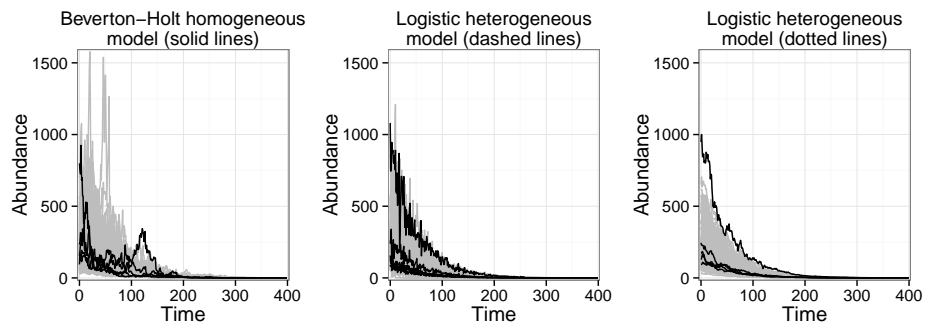 Beverton−Holt homogeneous
model (solid lines)
Logistic heterogeneous
model (dashed lines)
Logistic heterogeneous
model (dotted lines)
Abundance
1500
1000
500
0
0 100 200 300 400
Time
Abundance
1500
1000
500
0
0 100 200 300 400
Time
Abundance
1500
1000
500
0
0 100 200 300 400
Time